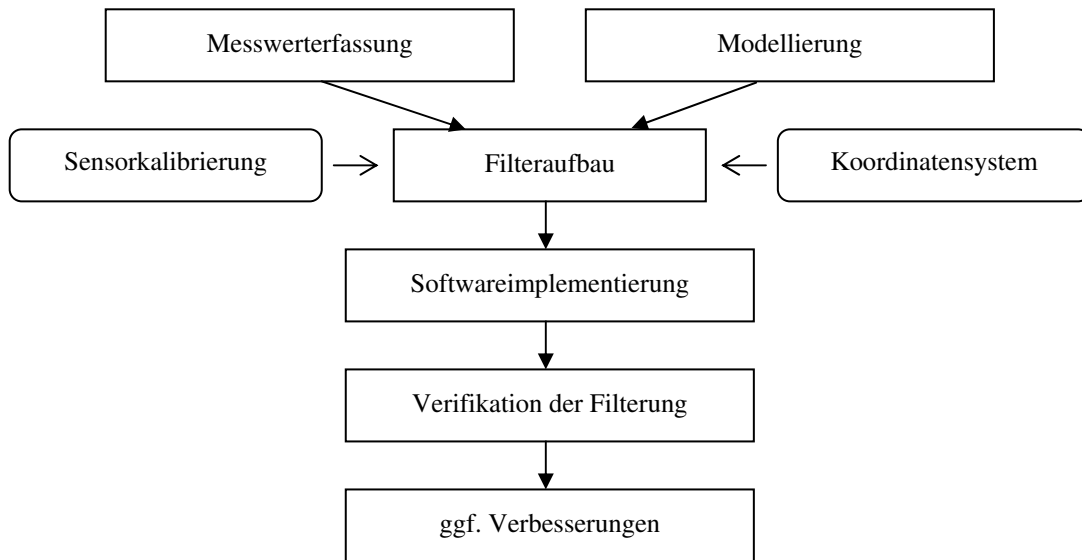 Messwerterfassung
Modellierung
Sensorkalibrierung
Filteraufbau
Koordinatensystem
Softwareimplementierung
Verifikation der Filterung
ggf. Verbesserungen